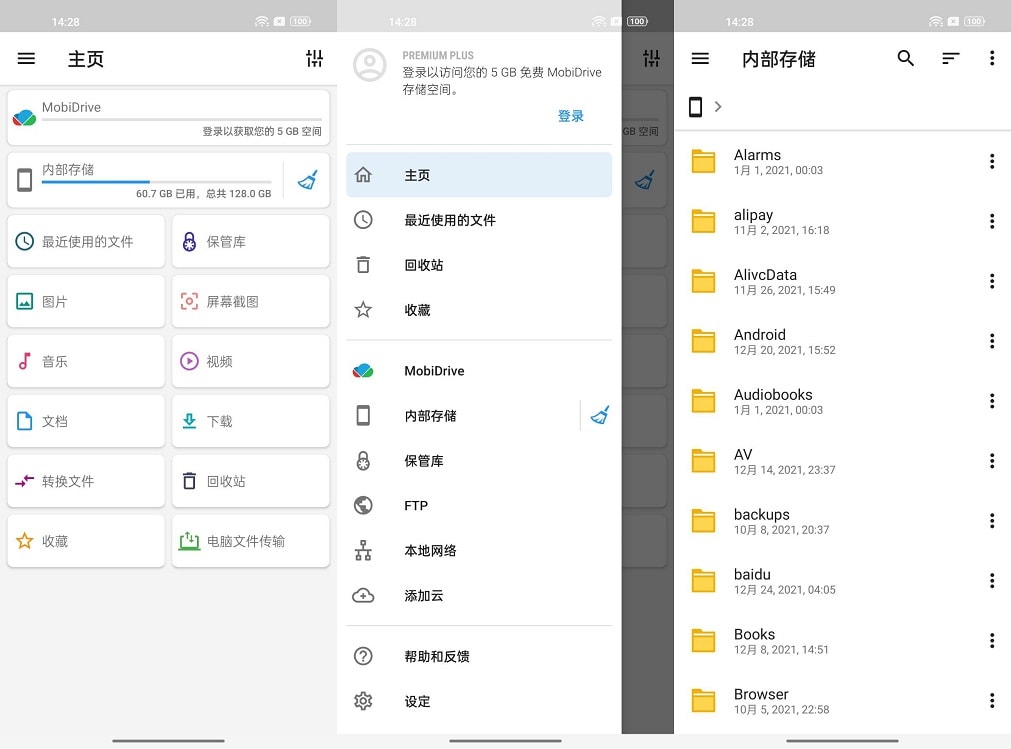 14:28
100
主页
MobiDrive
登录以获取您的 5 GB 空间
内部存储
60.7 GB 已用，总共 128.0 GB
最近使用的文件
保管库
图片
屏幕截图
音乐
视频
文档
下载
转换文件
回收站
收藏
电脑文件传输
14:28
100
PREMIUM PLUS
登录以访问您的 5 GB 免费 MobiDrive
存储空间。
登录
GB 空间
主页
最近使用的文件
回收站
收藏
MobiDrive
内部存储
保管库
FTP
本地网络
添加云
帮助和反馈
设定
14:28
100
内部存储
Alarms
1月 1, 2021, 00:03
alipay
11月 2, 2021, 16:18
AlivcData
11月 26, 2021, 15:49
Android
12月 20, 2021, 15:52
Audiobooks
1月 1, 2021, 00:03
AV
12月 14, 2021, 23:37
backups
10月 8, 2021, 20:37
baidu
12月 24, 2021, 04:05
Books
12月 8, 2021, 14:51
Browser
10月 5, 2021, 22:58